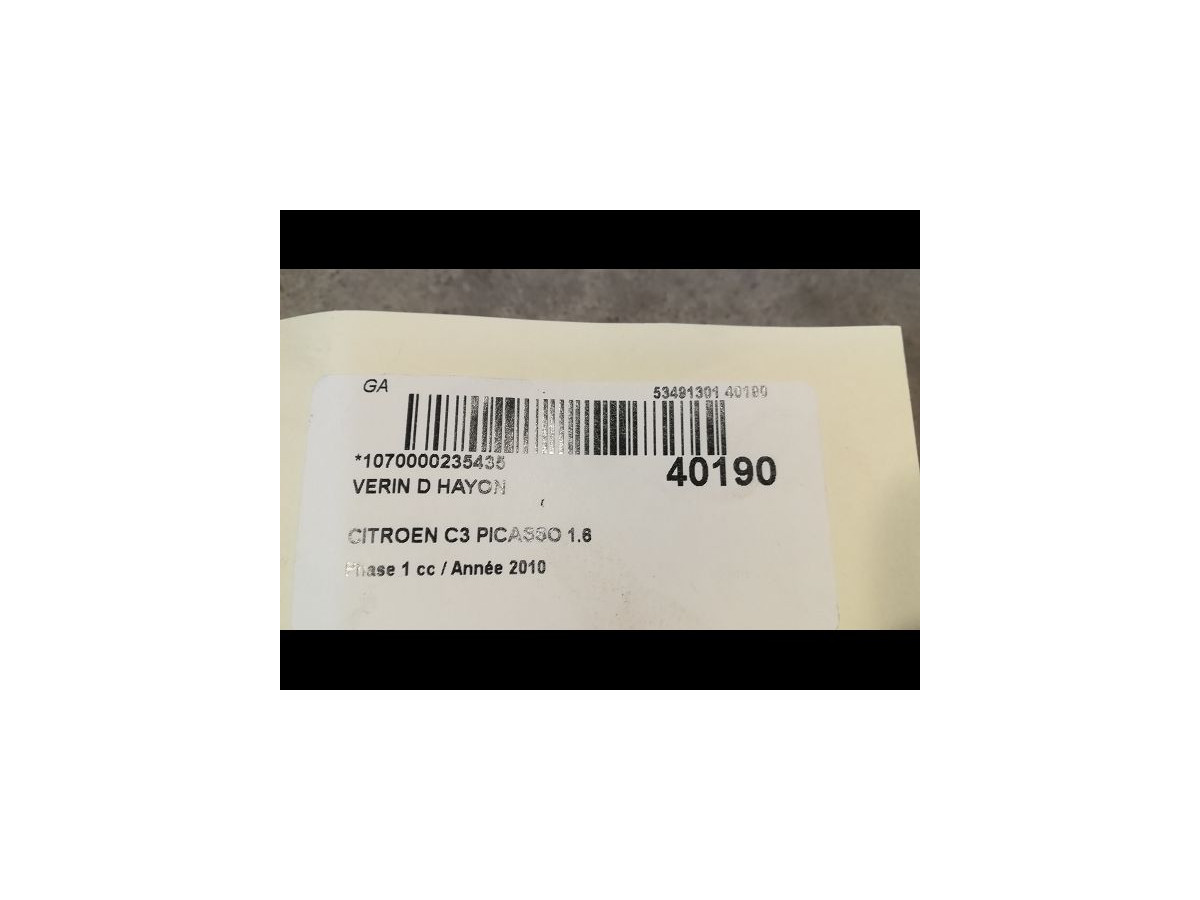 GA
53491301 40190
*1070000235435
40190
VERIN D HAYON
CITROEN C3 PICASSO 1.6
Phase 1 cc / Année 2010